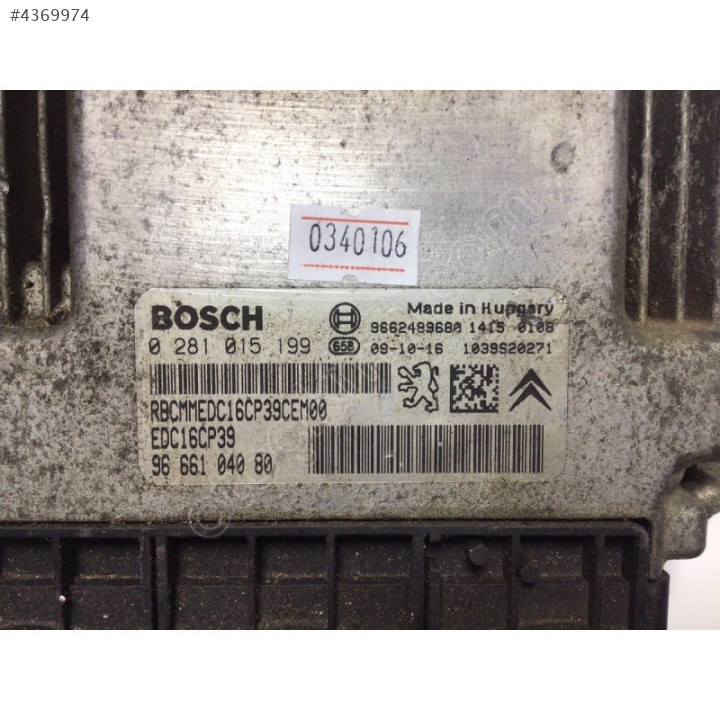 #4369974
0340106
BOSCH
Made in Hungary
9662489680 1415 0108
0 281 015 199 65B 09-10-16 1039S20271
RBCMMEDC16CP39CEM00
EDC16CP39
96 661 040 80